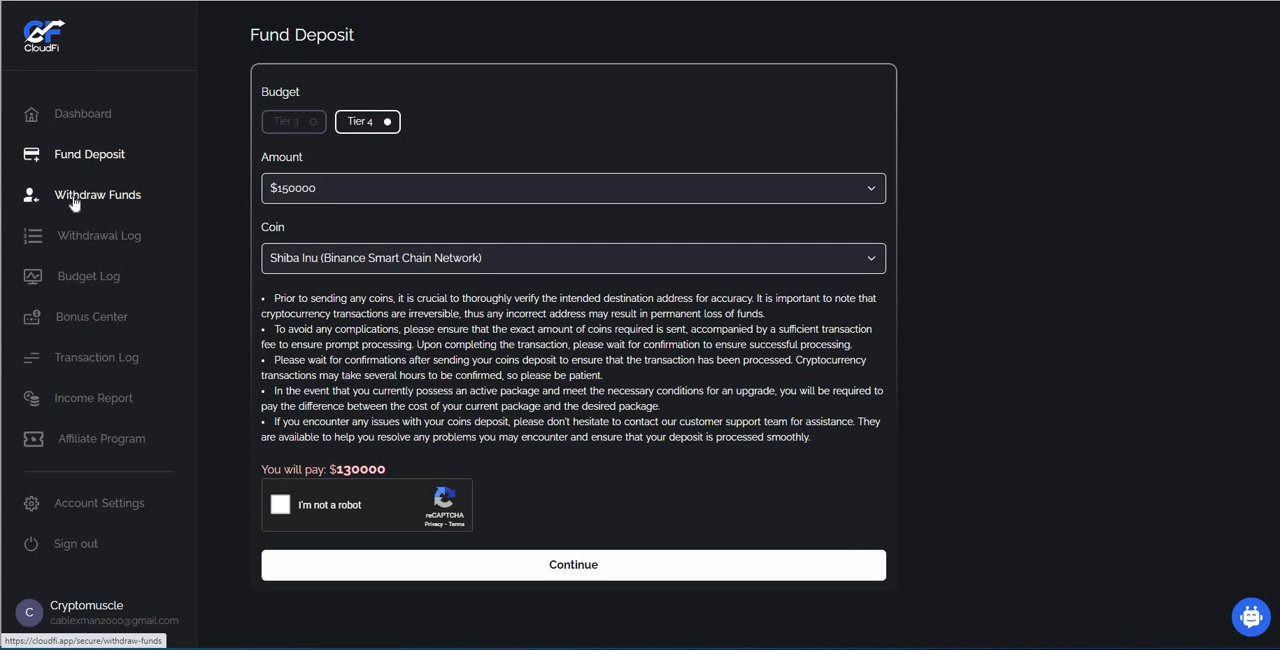 CF
CloudFi
Dashboard
Fund Deposit
Withdraw Funds
Withdrawal Log
Budget Log
Bonus Center
Transaction Log
Income Report
Affiliate Program
Account Settings
Sign out
C
Cryptomuscle
cablexman2000@gmail.com
https://cloudfi.app/secure/withdraw-funds
Fund Deposit
Budget
Tier 3
Tier 4
Amount
$150000
Coin
Shiba Inu (Binance Smart Chain Network)
• Prior to sending any coins, it is crucial to thoroughly verify the intended destination address for accuracy. It is important to note that
cryptocurrency transactions are irreversible, thus any incorrect address may result in permanent loss of funds.
• To avoid any complications, please ensure that the exact amount of coins required is sent, accompanied by a sufficient transaction
fee to ensure prompt processing. Upon completing the transaction, please wait for confirmation to ensure successful processing.
• Please wait for confirmations after sending your coins deposit to ensure that the transaction has been processed. Cryptocurrency
transactions may take several hours to be confirmed, so please be patient.
• In the event that you currently possess an active package and meet the necessary conditions for an upgrade, you will be required to
pay the difference between the cost of your current package and the desired package.
• If you encounter any issues with your coins deposit, please don't hesitate to contact our customer support team for assistance. They
are available to help you resolve any problems you may encounter and ensure that your deposit is processed smoothly.
You will pay: $130000
I'm not a robot
reCAPTCHA
Privacy - Terms
Continue